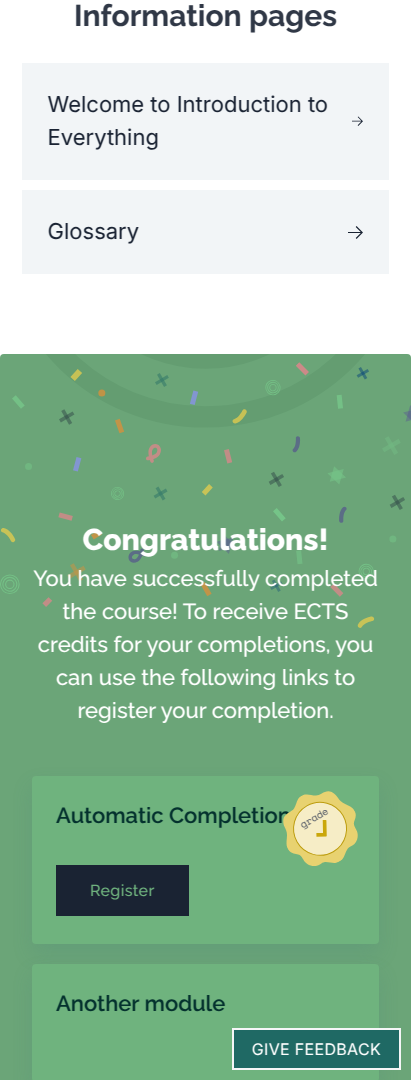 Information pages
Welcome to Introduction to
Everything
Glossary
Congratulations!
You have successfully completed
the course! To receive ECTS
credits for your completions, you
can use the following links to
register your completion.
Automatic Completion
grade
Register
Another module
GIVE FEEDBACK